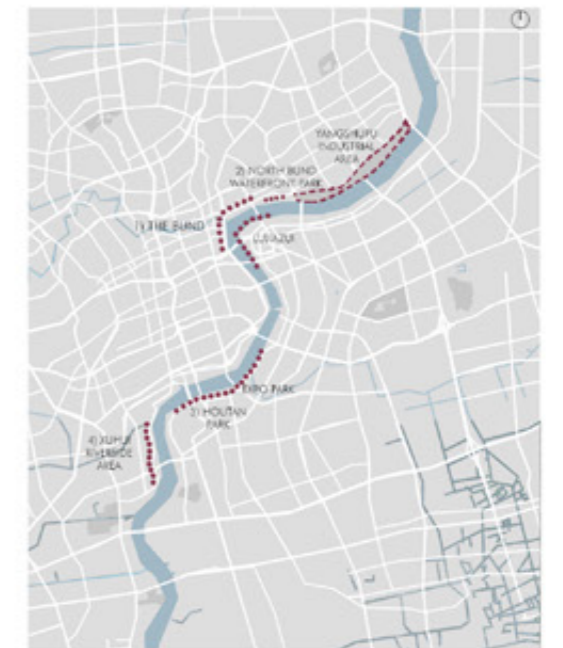 YANGSHUPU
INDUSTRIAL
AREA
2) NORTH BUND
WATERFRONT PARK
1) THE BUND
LUJIAZUI
EXPO PARK
3) HOUTAN
PARK
4) XUHUI
RIVERSIDE
AREA